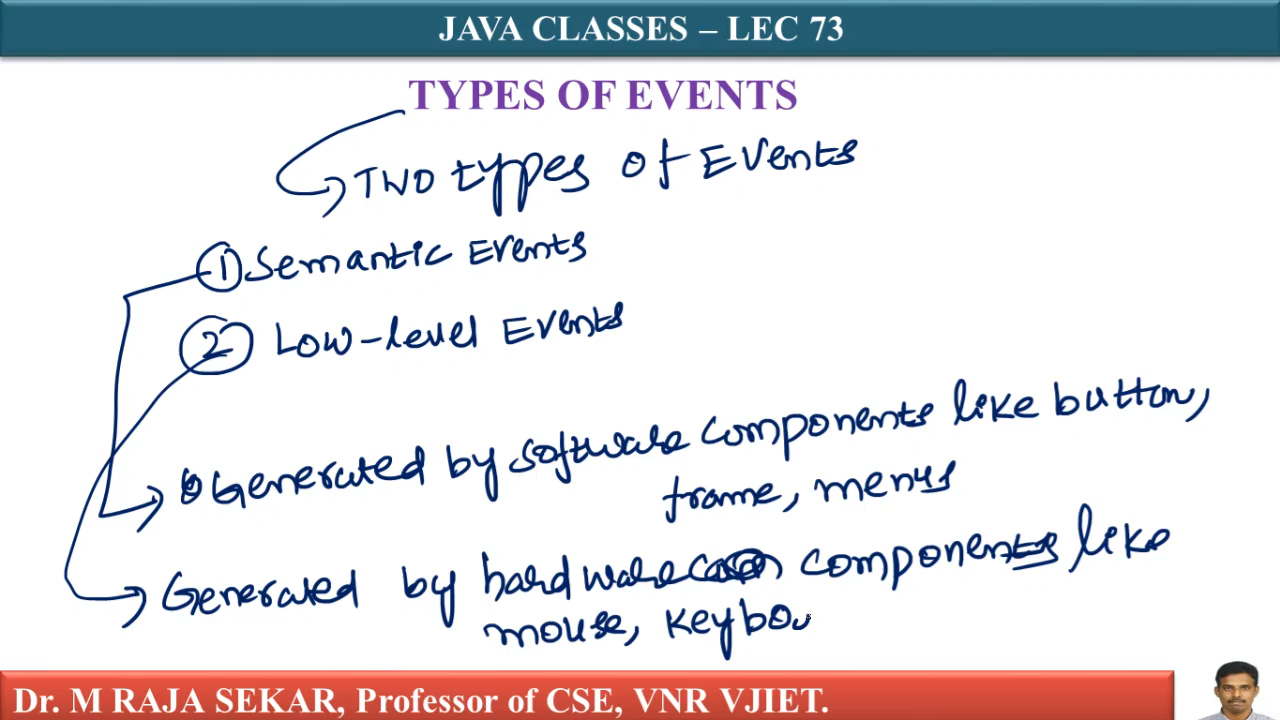 JAVA CLASSES – LEC 73
TYPES OF EVENTS
TWO types of Events
① Semantic Events
② Low-level Events
Generated by software components like button,
frame, menus
Generated by hardware components like
mouse, keyboa
Dr. M RAJA SEKAR, Professor of CSE, VNR VJIET.